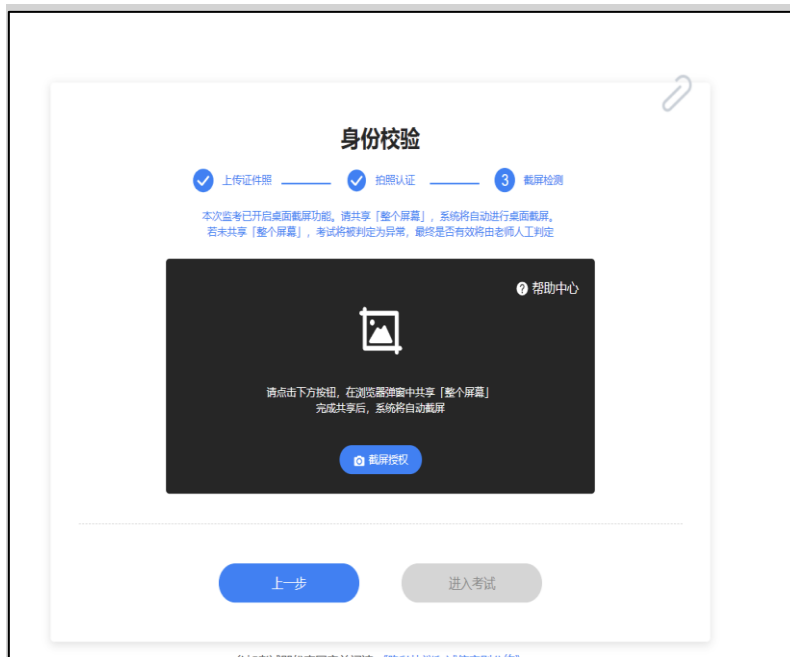 身份校验
上传证件照
拍照认证
3 截屏检测
本次监考已开启桌面截屏功能。请共享「整个屏幕」，系统将自动进行桌面截屏。
若未共享「整个屏幕」，考试将被判定为异常，最终是否有效将由老师人工判定
? 帮助中心
请点击下方按钮，在浏览器弹窗中共享「整个屏幕」
完成共享后，系统将自动截屏
截屏授权
上一步 进入考试